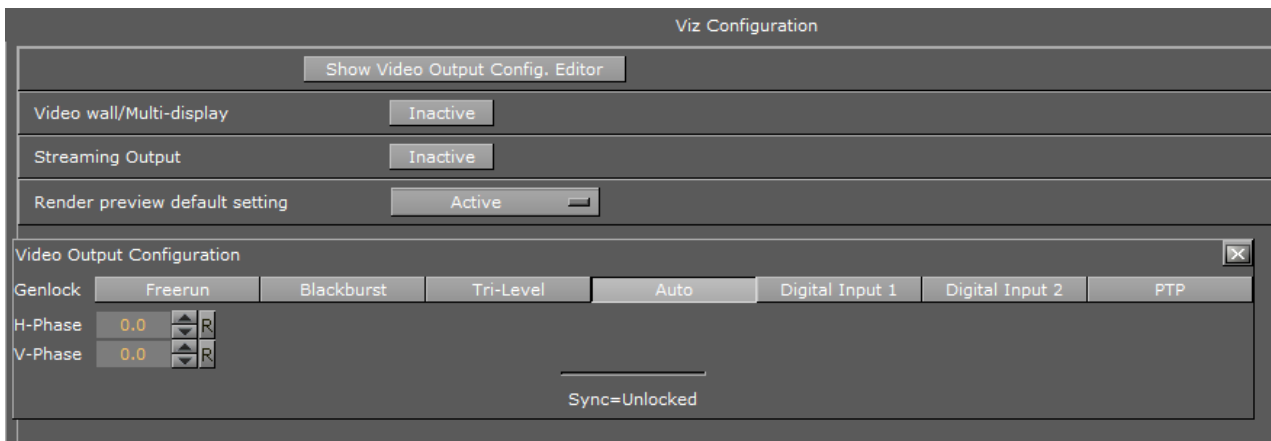 Viz Configuration
Show Video Output Config. Editor
Video wall/Multi-display Inactive
Streaming Output Inactive
Render preview default setting Active
Video Output Configuration
Genlock Freerun Blackburst Tri-Level Auto Digital Input 1 Digital Input 2 PTP
H-Phase 0.0 R
V-Phase 0.0 R
Sync=Unlocked